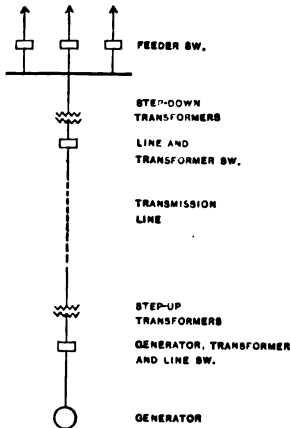 FEEDER SW.
STEP-DOWN
TRANSFORMERS
LINE AND
TRANSFORMER SW.
TRANSMISSION
LINE
STEP-UP
TRANSFORMERS
GENERATOR, TRANSFORMER
AND LINE SW.
GENERATOR